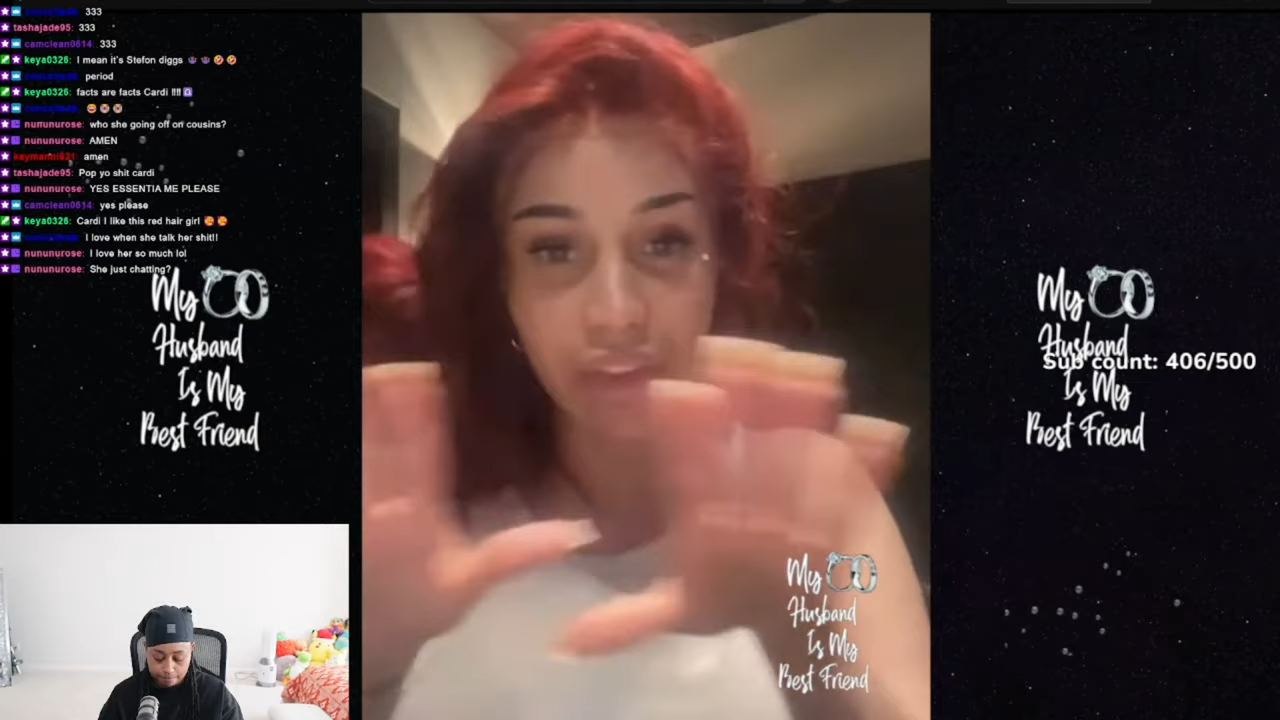 333
tashajade95: 333
camclean0614: 333
keya0326: I mean it's Stefon diggs
period
keya0326: facts are facts Cardi !!!!
nununurose: who she going off on cousins?
nununurose: AMEN
amen
tashajade95: Pop yo shit cardi
nununurose: YES ESSENTIA ME PLEASE
camclean0614: yes please
keya0326: Cardi I like this red hair girl
I love when she talk her shit!!
nununurose: I love her so much lol
nununurose: She just chatting?
My
Husband
Is My
Best Friend
My
Husband
Is My
Best Friend
Sub count: 406/500
My
Husband
Is My
Best Friend